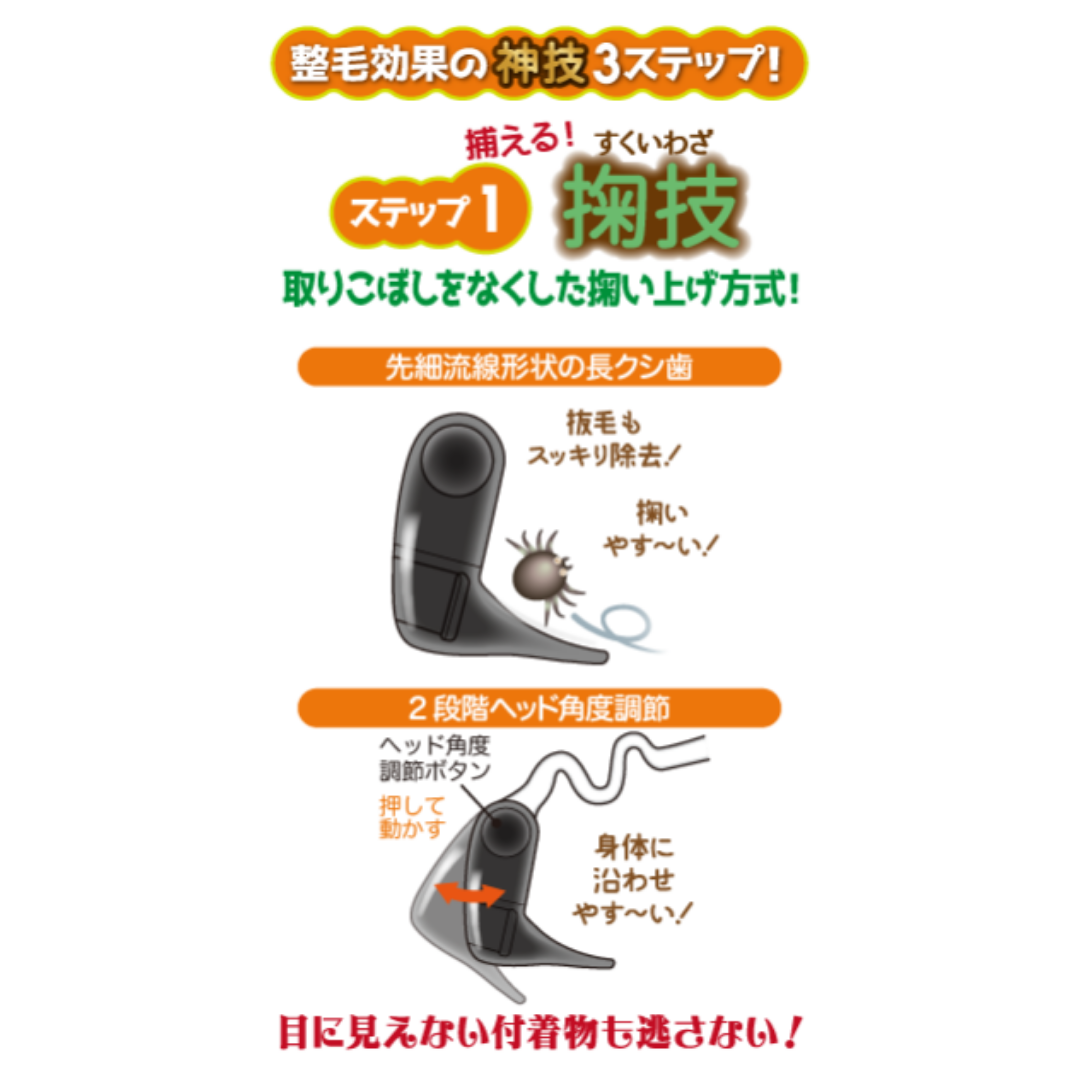 整毛効果の神技3ステップ!
捕える!
すくいわざ
ステップ1
掬技
取りこぼしをなくした掬い上げ方式!
先細流線形状の長クシ歯
抜毛も
スッキリ除去!
掬い
やす〜い!
2段階ヘッド角度調節
ヘッド角度
調節ボタン
押して
動かす
身体に
沿わせ
やす〜い!
目に見えない付着物も逃さない!